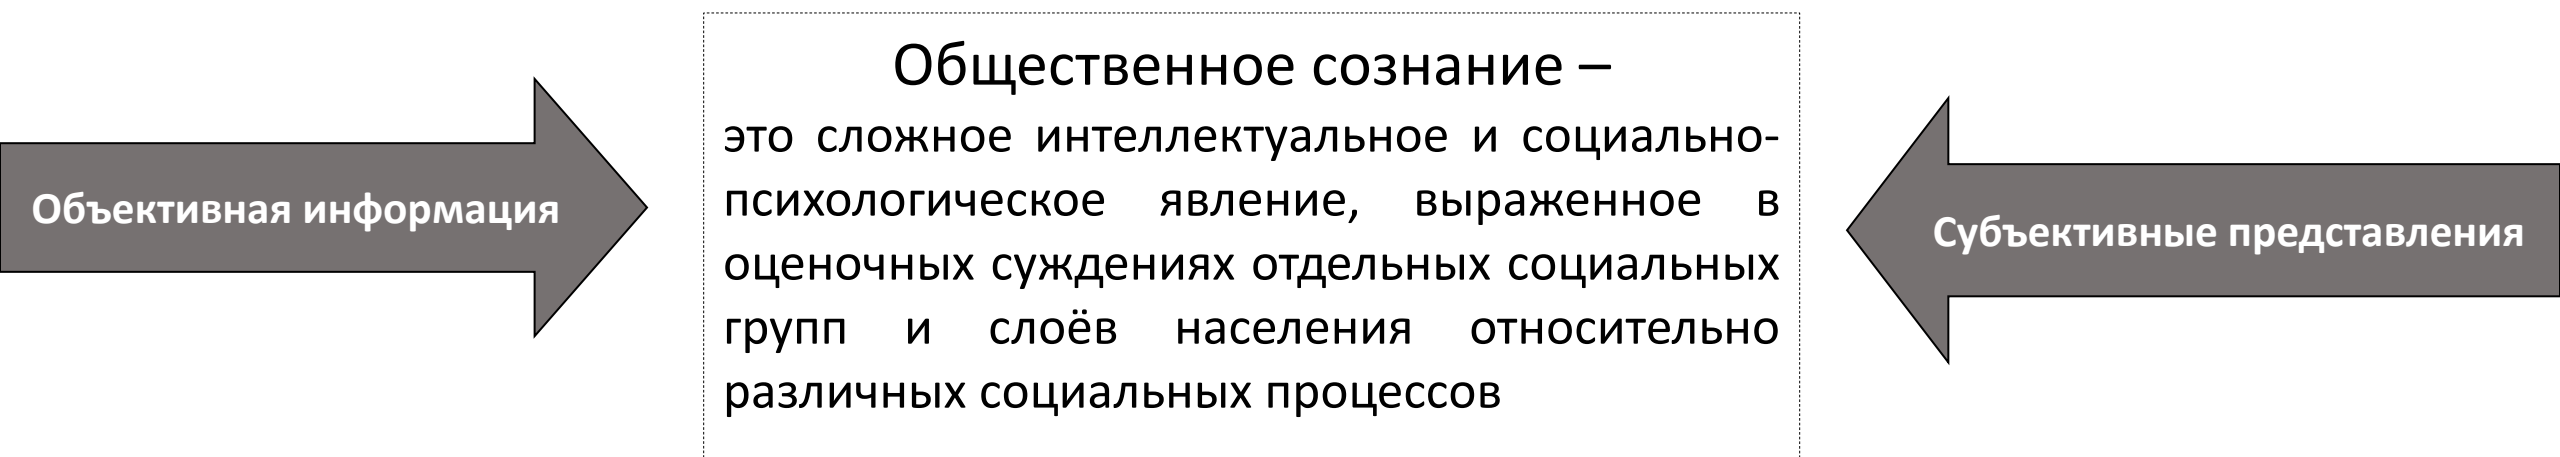 Объективная информация
Общественное сознание –
это сложное интеллектуальное и социально-
психологическое явление, выраженное в
оценочных суждениях отдельных социальных
групп и слоёв населения относительно
различных социальных процессов
Субъективные представления